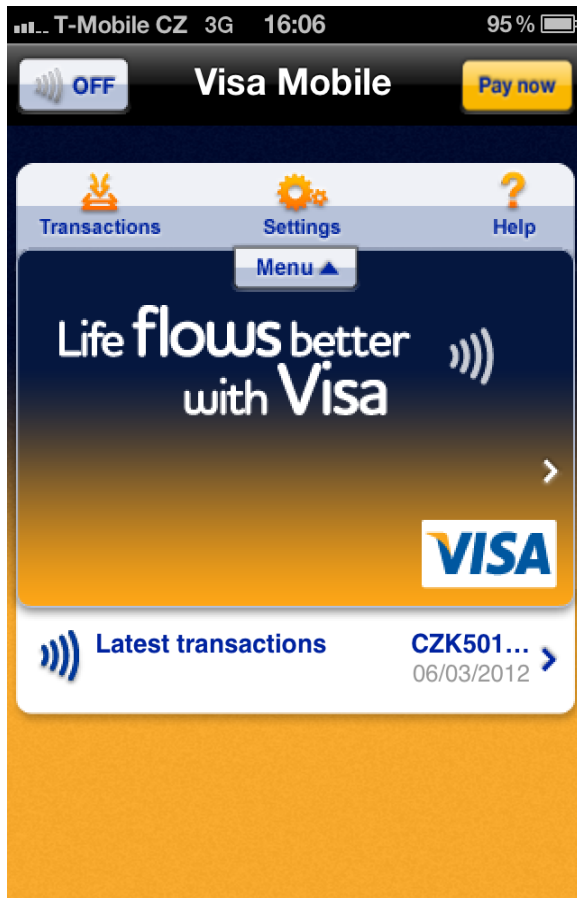 T-Mobile CZ 3G 16:06 95 %
OFF Visa Mobile Pay now
Transactions Settings Help
Menu
Life flows better
with Visa
VISA
Latest transactions CZK501...
06/03/2012